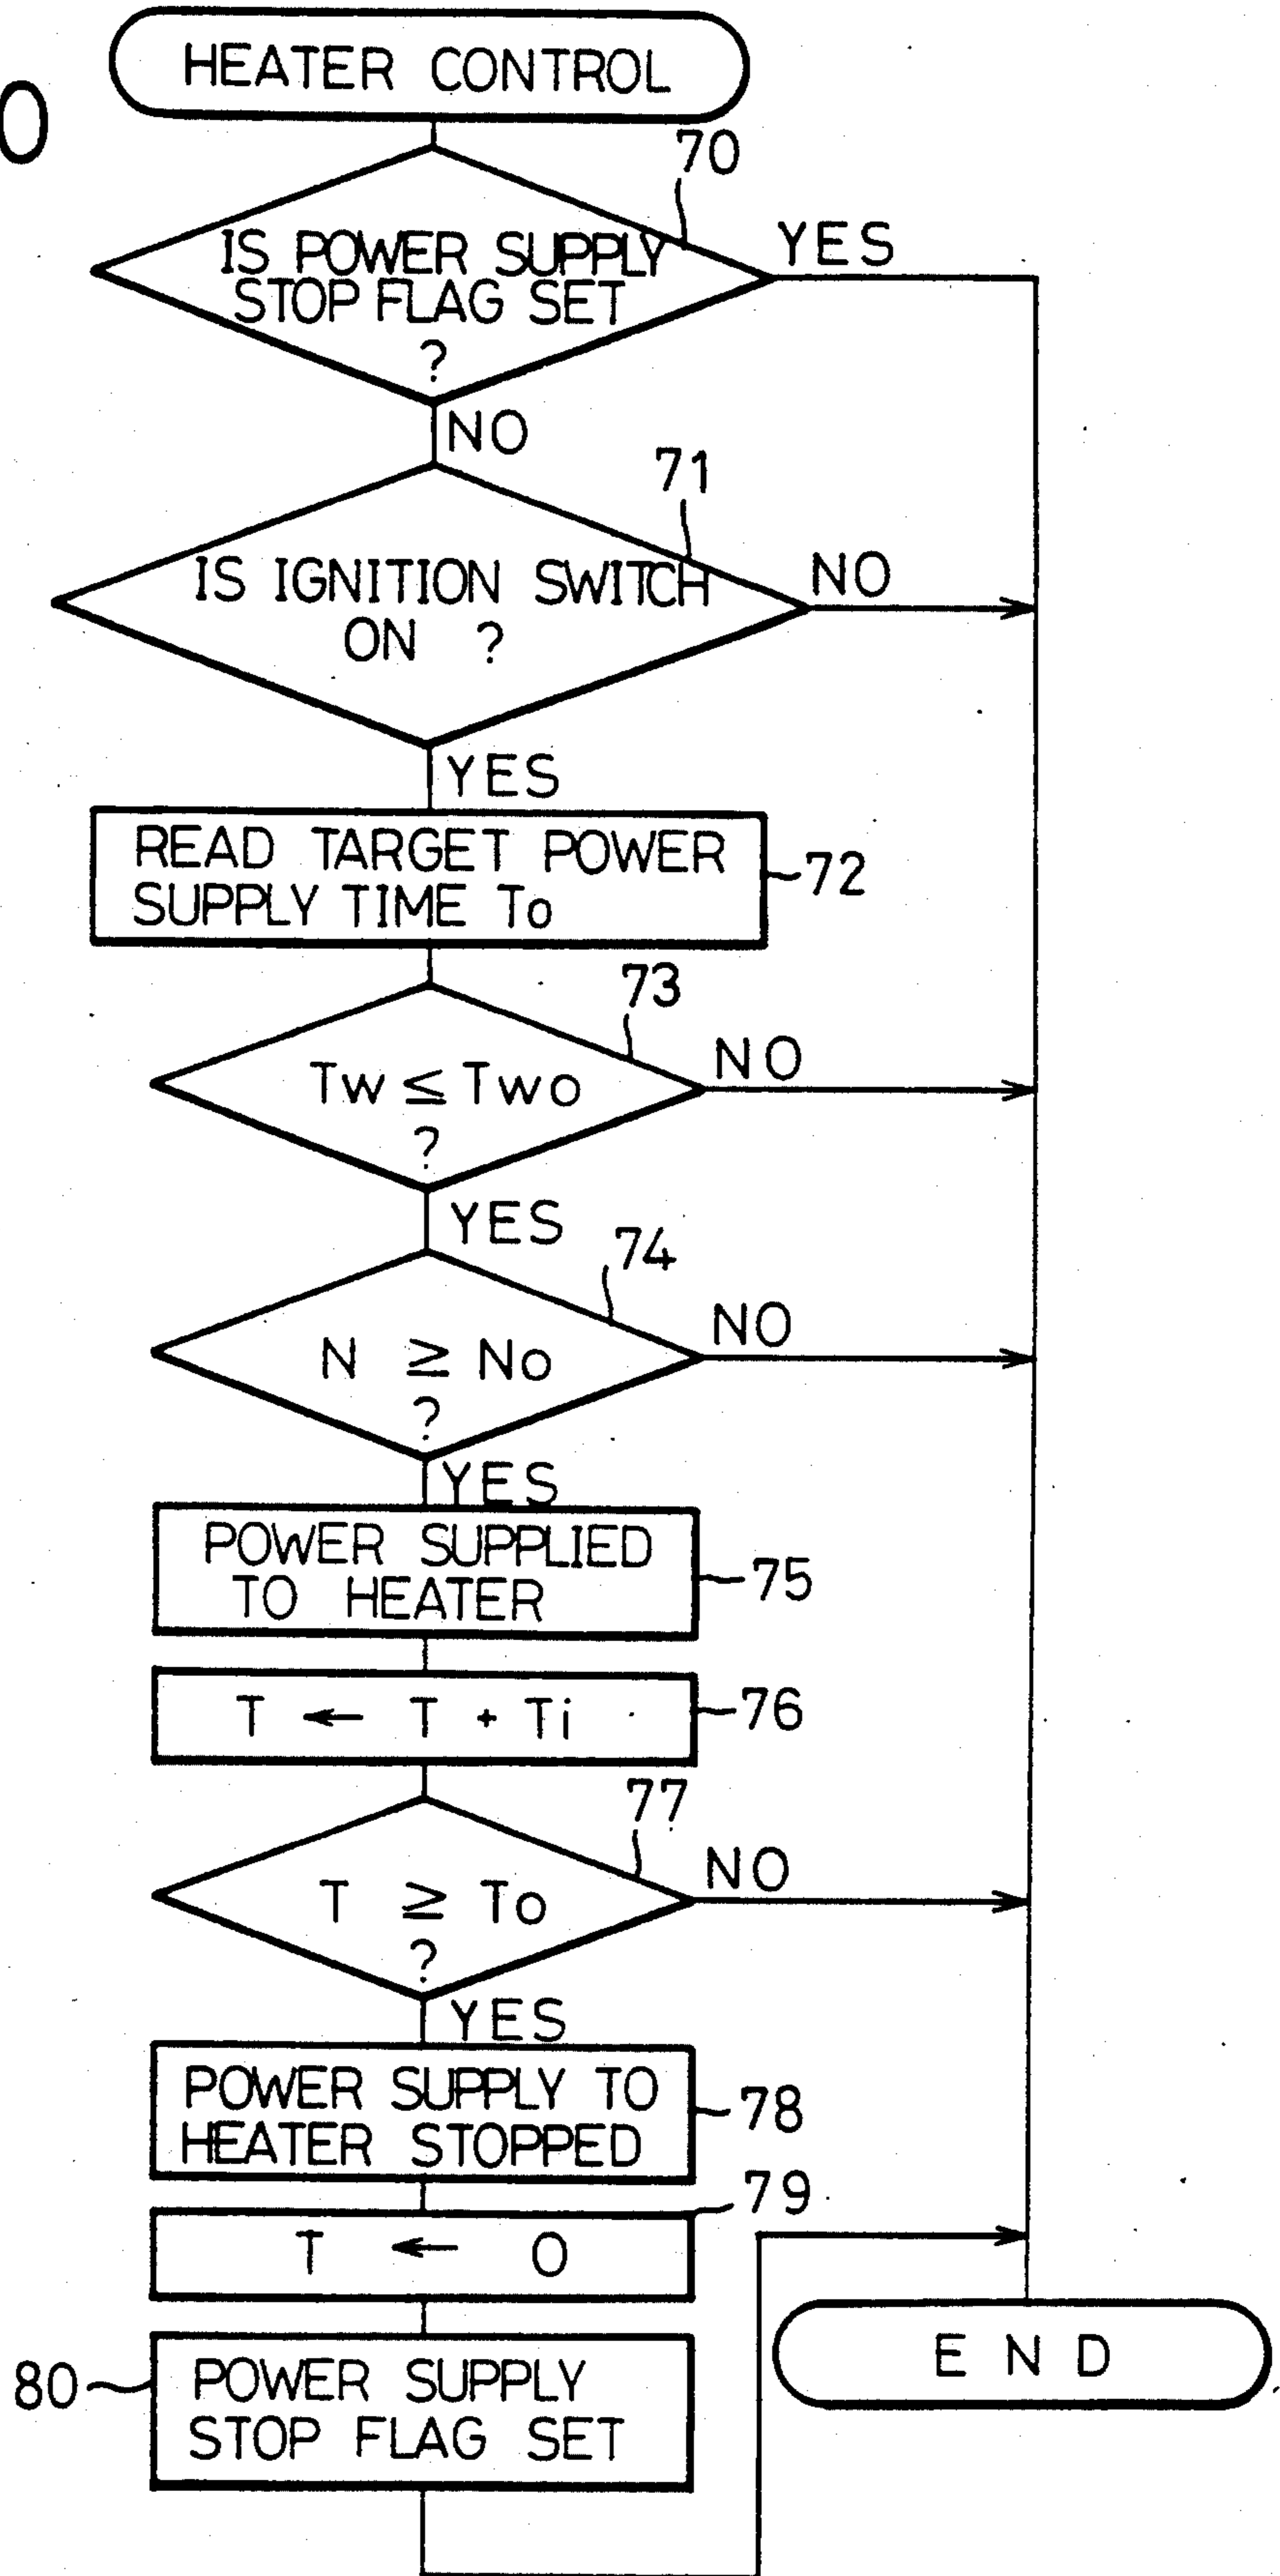 0
HEATER CONTROL
70
IS POWER SUPPLY
STOP FLAG SET
?
YES
NO
71
IS IGNITION SWITCH
ON ?
NO
YES
READ TARGET POWER
SUPPLY TIME To
72
73
Tw ≤ Two
?
NO
YES
74
N ≥ No
?
NO
YES
POWER SUPPLIED
TO HEATER
75
T ← T + Ti
76
77
T ≥ To
?
NO
YES
POWER SUPPLY TO
HEATER STOPPED
78
79
T ← 0
80
POWER SUPPLY
STOP FLAG SET
END